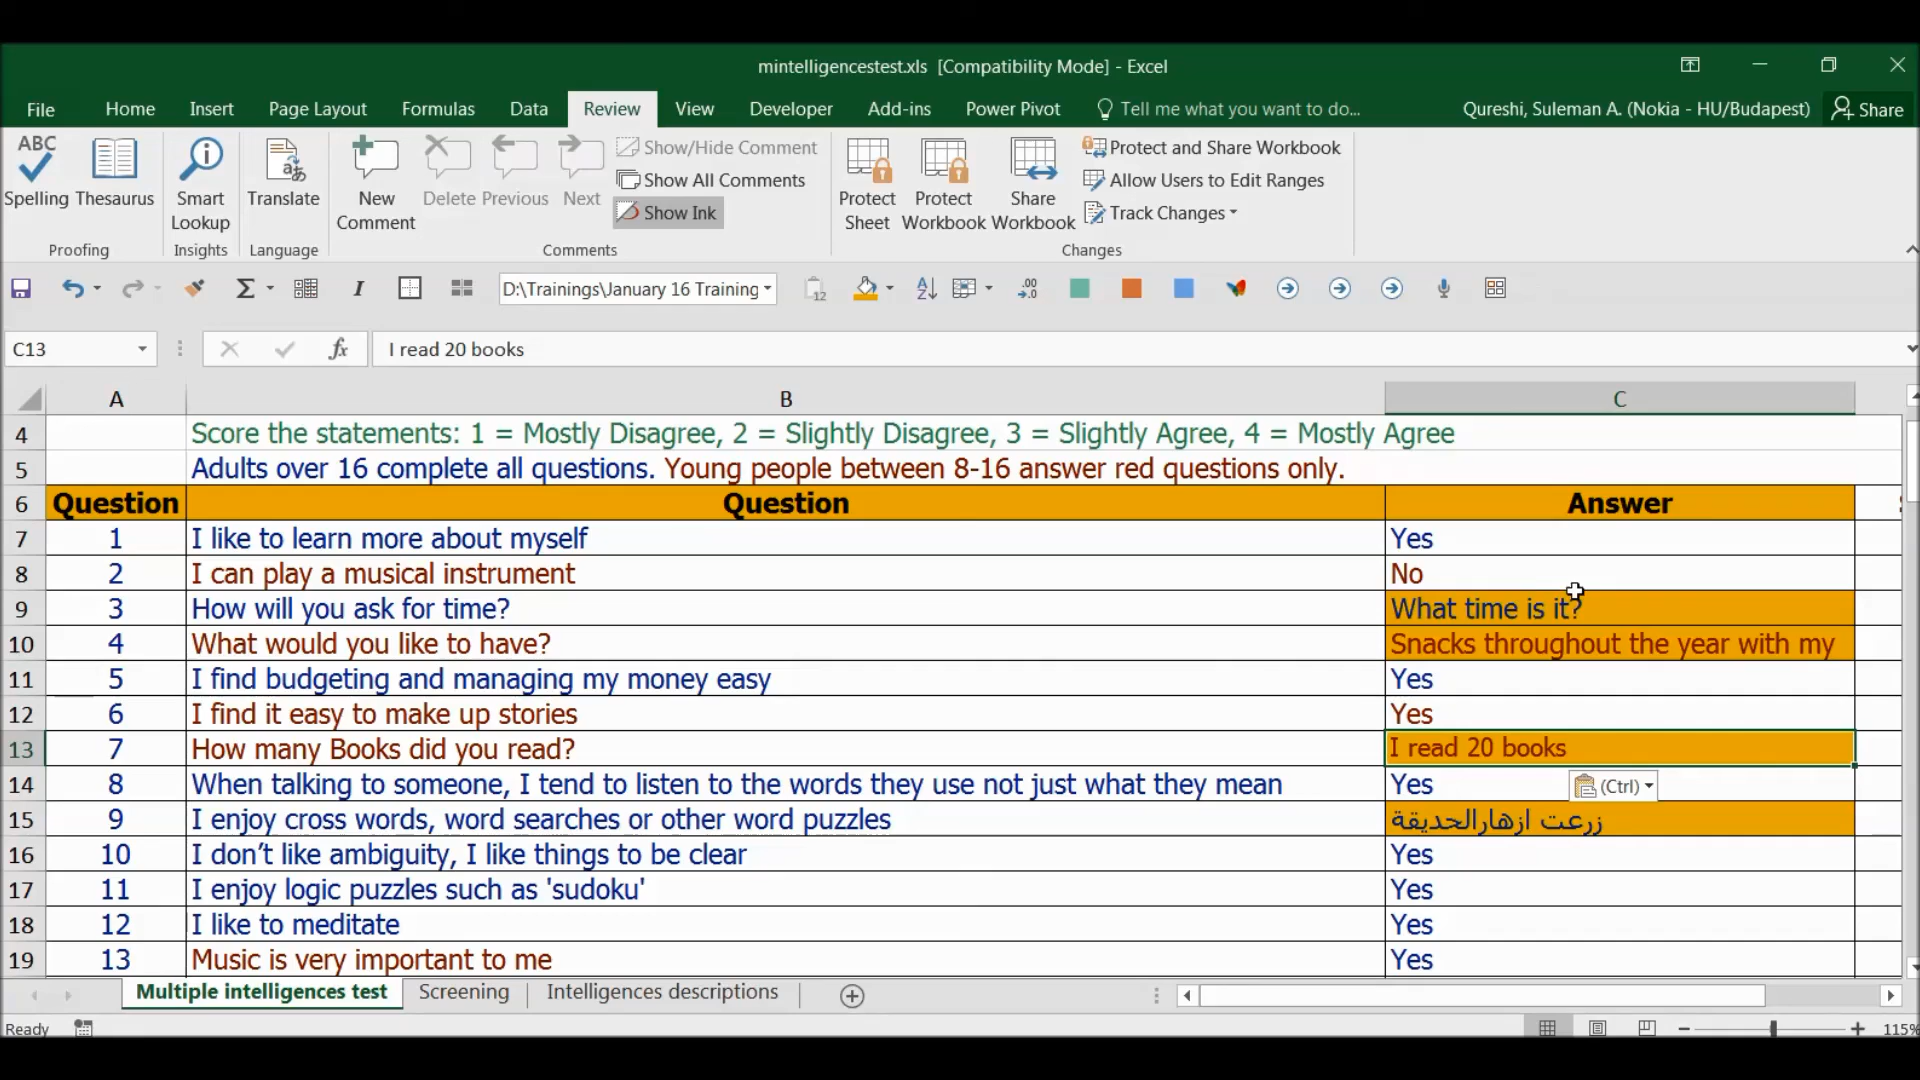 mintelligencestest.xls [Compatibility Mode] - Excel
File Home Insert Page Layout Formulas Data Review View Developer Add-ins Power Pivot Tell me what you want to do... Qureshi, Suleman A. (Nokia - HU/Budapest) Share
ABC
Spelling
Thesaurus
Proofing
Smart Lookup
Insights
Translate
Language
New Comment
Delete
Previous
Next
Show/Hide Comment
Show All Comments
Show Ink
Comments
Protect Sheet
Protect Workbook
Share Workbook
Protect and Share Workbook
Allow Users to Edit Ranges
Track Changes
Changes
D:\Trainings\January 16 Training
C13 fx I read 20 books
A B C
4 Score the statements: 1 = Mostly Disagree, 2 = Slightly Disagree, 3 = Slightly Agree, 4 = Mostly Agree
5 Adults over 16 complete all questions. Young people between 8-16 answer red questions only.
6 Question Question Answer
7 1 I like to learn more about myself Yes
8 2 I can play a musical instrument No
9 3 How will you ask for time? What time is it?
10 4 What would you like to have? Snacks throughout the year with my
11 5 I find budgeting and managing my money easy Yes
12 6 I find it easy to make up stories Yes
13 7 How many Books did you read? I read 20 books
14 8 When talking to someone, I tend to listen to the words they use not just what they mean Yes (Ctrl)
15 9 I enjoy cross words, word searches or other word puzzles زرعت ازهارالحديقة
16 10 I don’t like ambiguity, I like things to be clear Yes
17 11 I enjoy logic puzzles such as 'sudoku' Yes
18 12 I like to meditate Yes
19 13 Music is very important to me Yes
Multiple intelligences test Screening Intelligences descriptions
Ready 115%